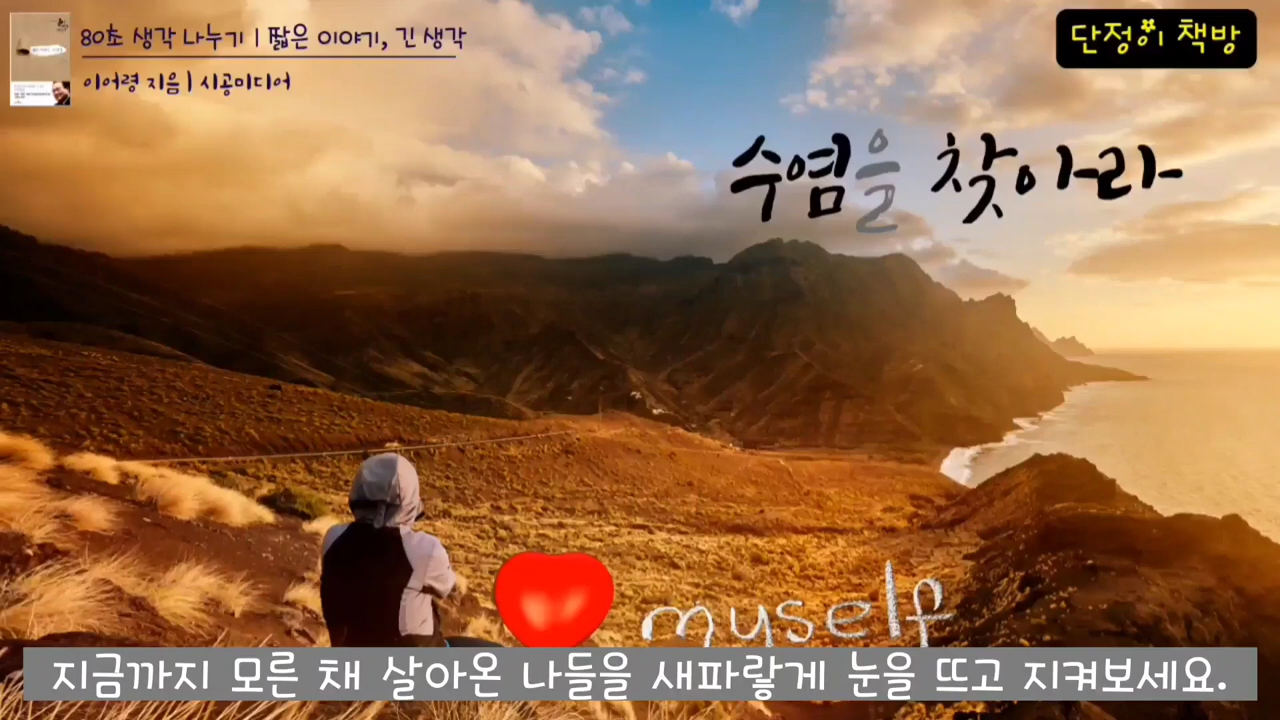 80초 생각 나누기 | 짧은 이야기, 긴 생각
이어령 지음 | 시공미디어
단정이 책방
수염을 찾아라
myself
지금까지 모른 채 살아온 나들을 새파랗게 눈을 뜨고 지켜보세요.